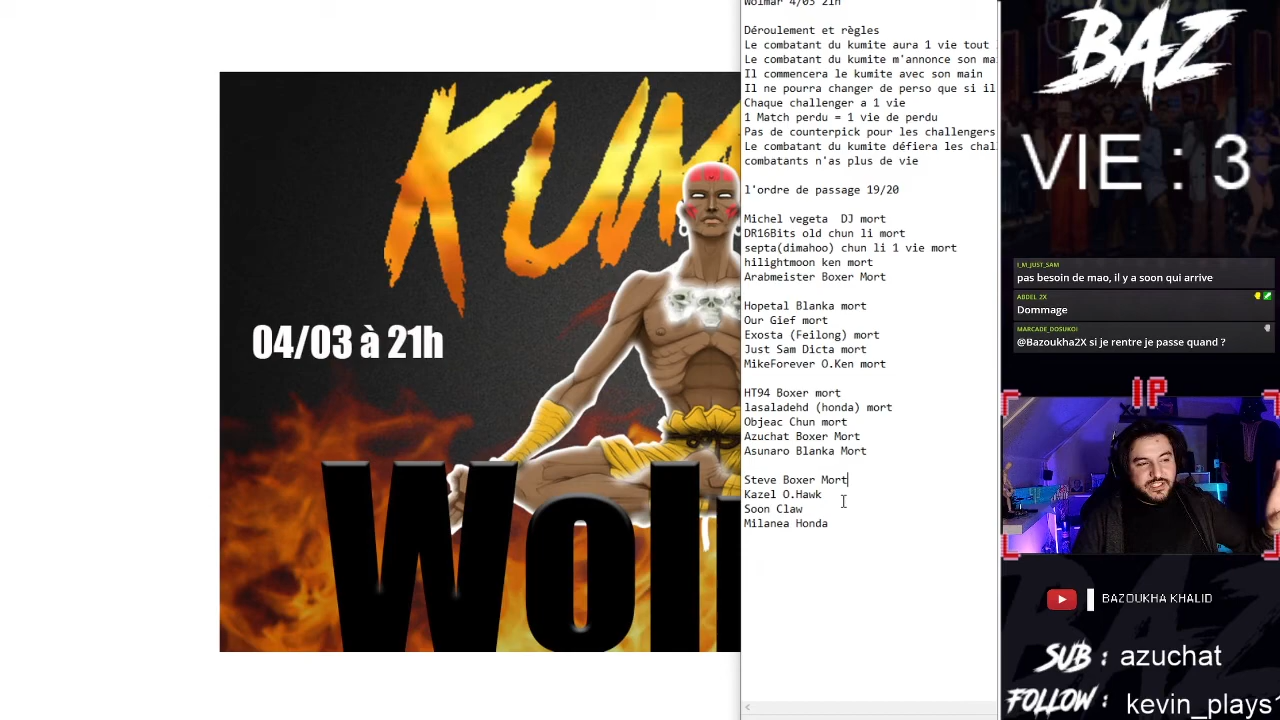 KUM
04/03 à 21h
Wol
Wolmar 4/03 21h
Déroulement et règles
Le combatant du kumite aura 1 vie tout
Le combatant du kumite m'annonce son ma
Il commencera le kumite avec son main
Il ne pourra changer de perso que si il
Chaque challenger a 1 vie
1 Match perdu = 1 vie de perdu
Pas de counterpick pour les challengers
Le combatant du kumite défiera les chal
combatants n'as plus de vie
l'ordre de passage 19/20
Michel vegeta  DJ mort
DR16Bits old chun li mort
septa(dimahoo) chun li 1 vie mort
hilightmoon ken mort
Arabmeister Boxer Mort
Hopetal Blanka mort
Our Gief mort
Exosta (Feilong) mort
Just Sam Dicta mort
MikeForever O.Ken mort
HT94 Boxer mort
lasaladehd (honda) mort
Objeac Chun mort
Azuchat Boxer Mort
Asunaro Blanka Mort
Steve Boxer Mort
Kazel O.Hawk
Soon Claw
Milanea Honda
BAZ
VIE : 3
I_M_JUST_SAM
pas besoin de mao, il y a soon qui arrive
ABDEL 2X
Dommage
MARCADE_DOSUKOI
@Bazoukha2X si je rentre je passe quand ?
1P
BAZOUKHA KHALID
BAZ
SUB : azuchat
FOLLOW : kevin_plays1